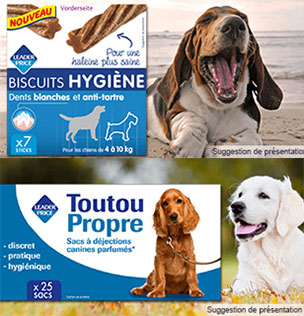 NOUVEAU
Vorderseite
LEADER
PRICE
Pour une
haleine plus saine
BISCUITS HYGIÈNE
Dents blanches et anti-tartre
x7
STICKS
Pour les chiens de 4 à 10 kg
Suggestion de présentation
LEADER
PRICE
Toutou
Propre
Sacs à déjections
canines parfumés*
- discret
- pratique
- hygiénique
x 25
SACS
Suggestion de présentation